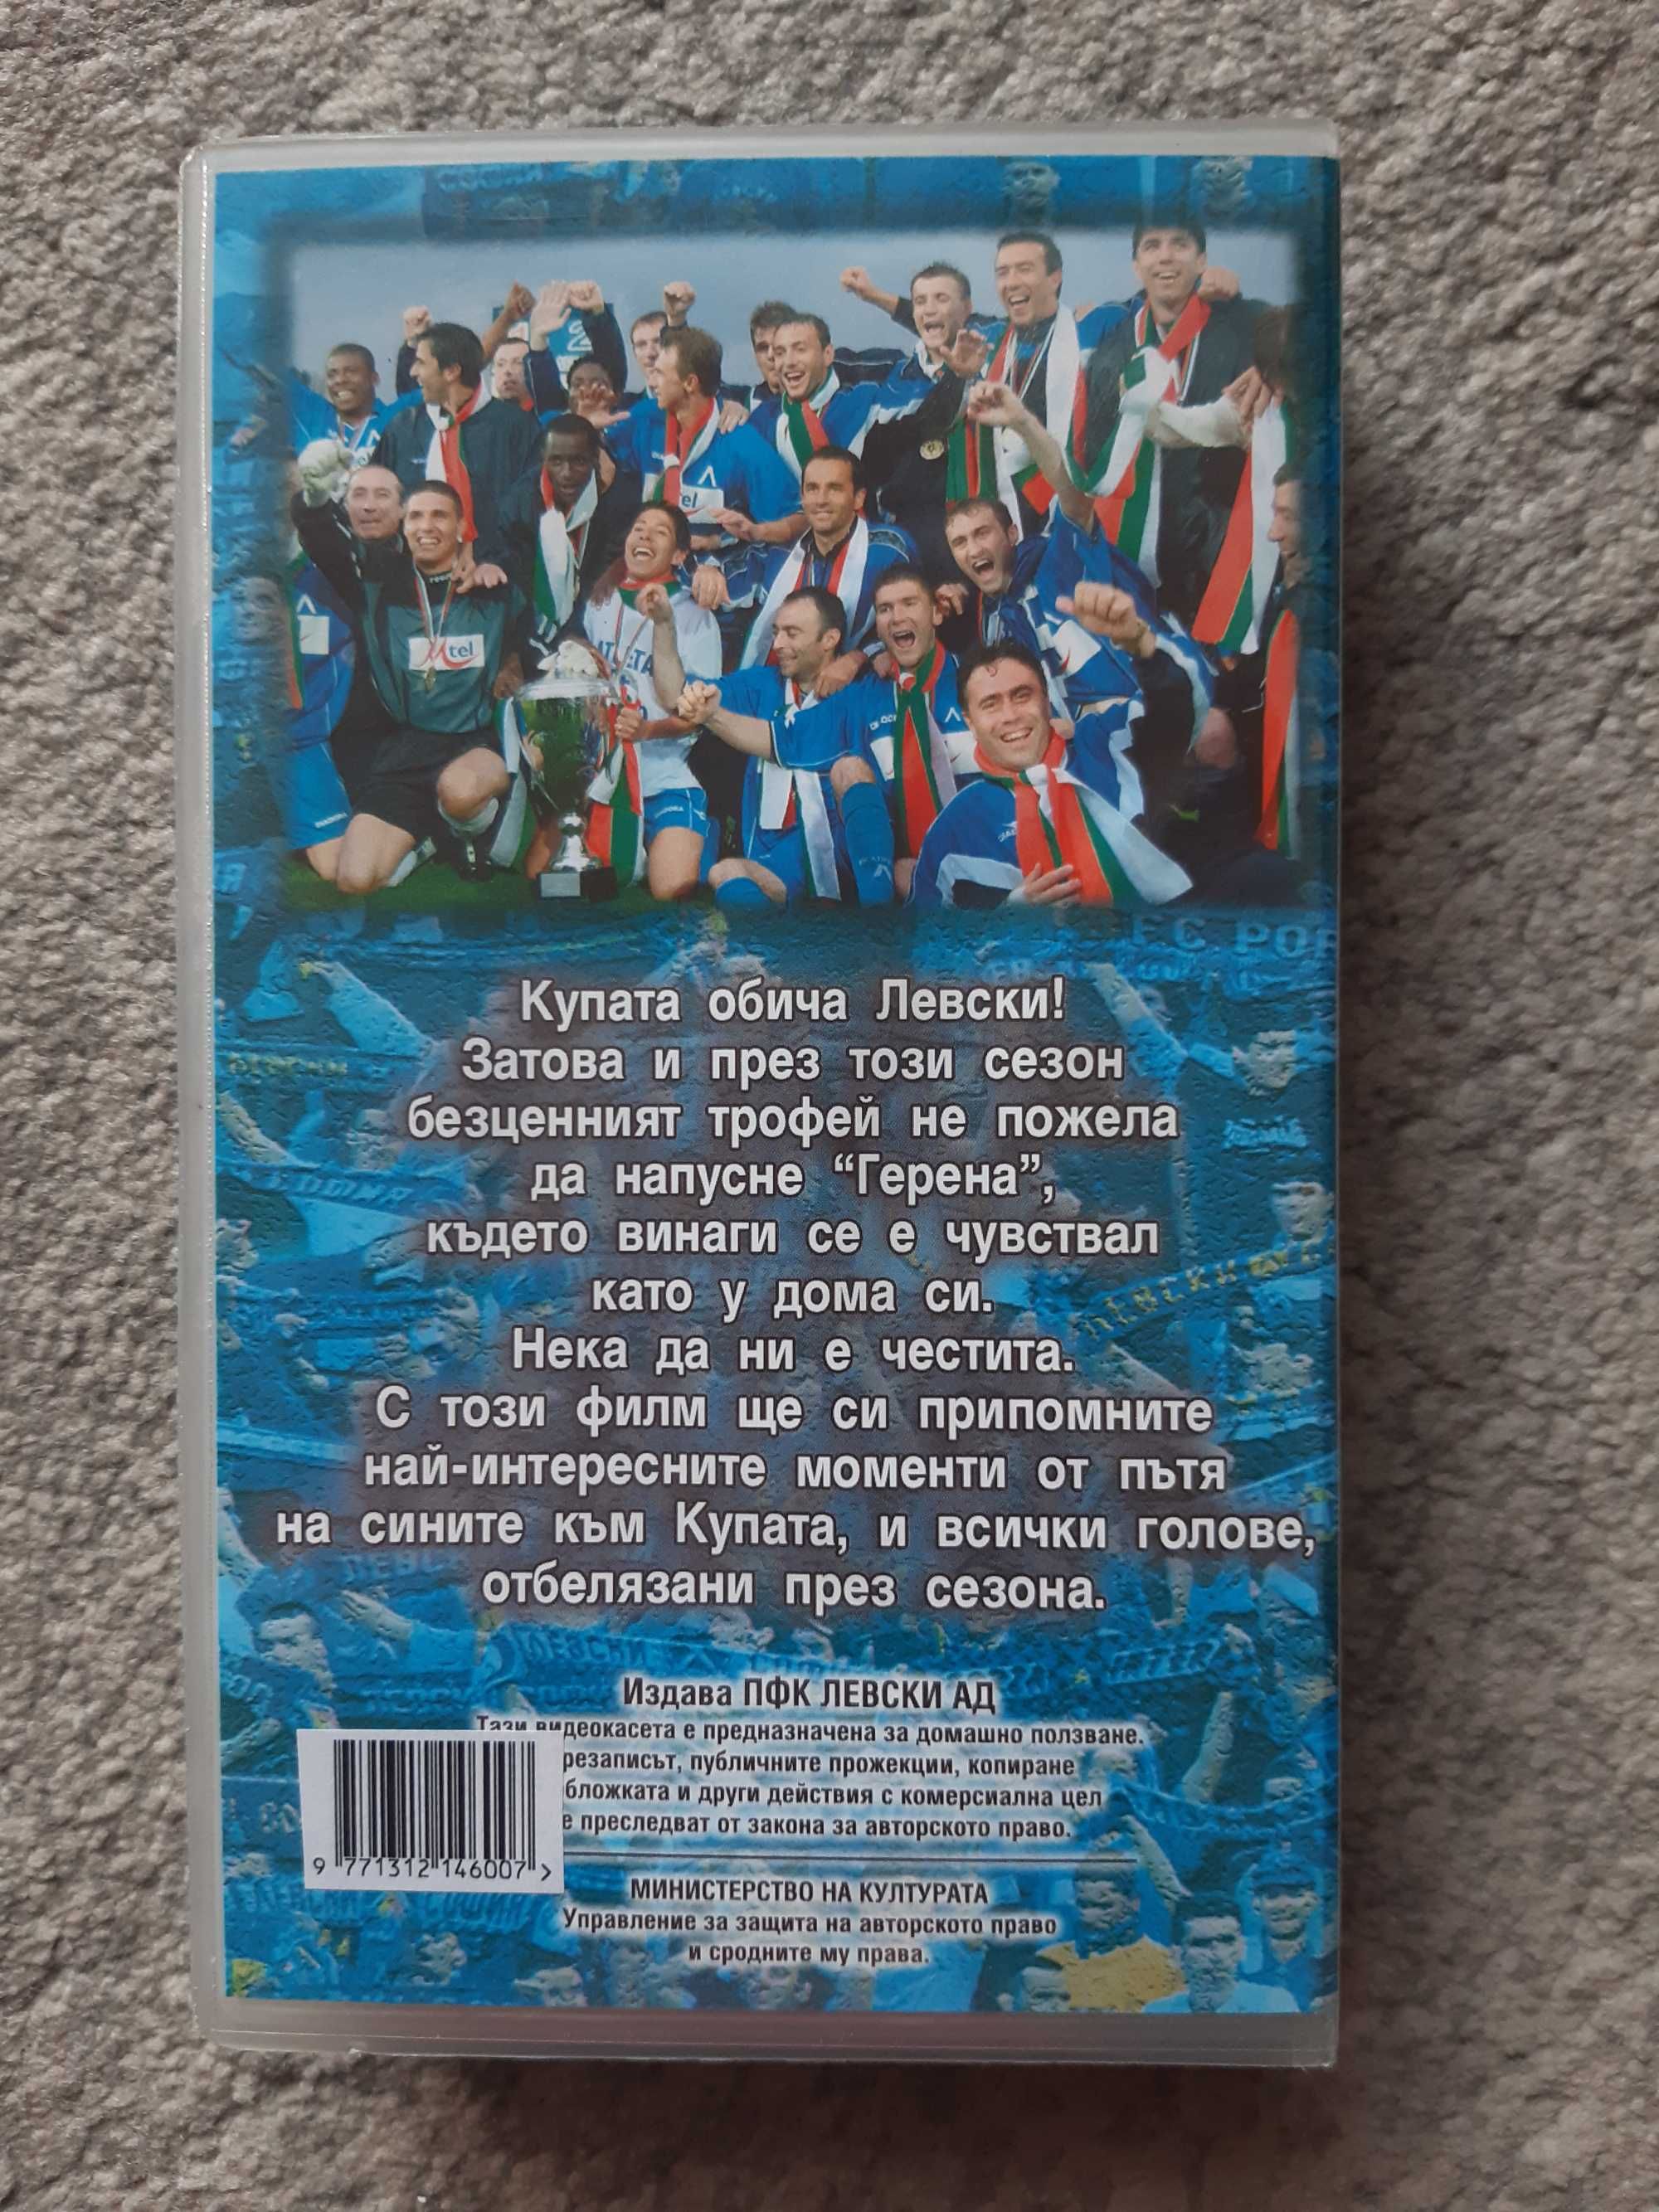 Mtel
tel
Купата обича Левски!
Затова и през този сезон
безценният трофей не пожела
да напусне “Герена”,
където винаги се е чувствал
като у дома си.
Нека да ни е честита.
С този филм ще си припомните
най-интересните моменти от пътя
на сините към Купата, и всички голове,
отбелязани през сезона.
Издава ПФК ЛЕВСКИ АД
Тази видеокасета е предназначена за домашно ползване.
резаписът, публичните прожекции, копиране
бложката и други действия с комерсиална цел
е преследват от закона за авторското право.
9 771312 146007 >
МИНИСТЕРСТВО НА КУЛТУРАТА
Управление за защита на авторското право
и сродните му права.